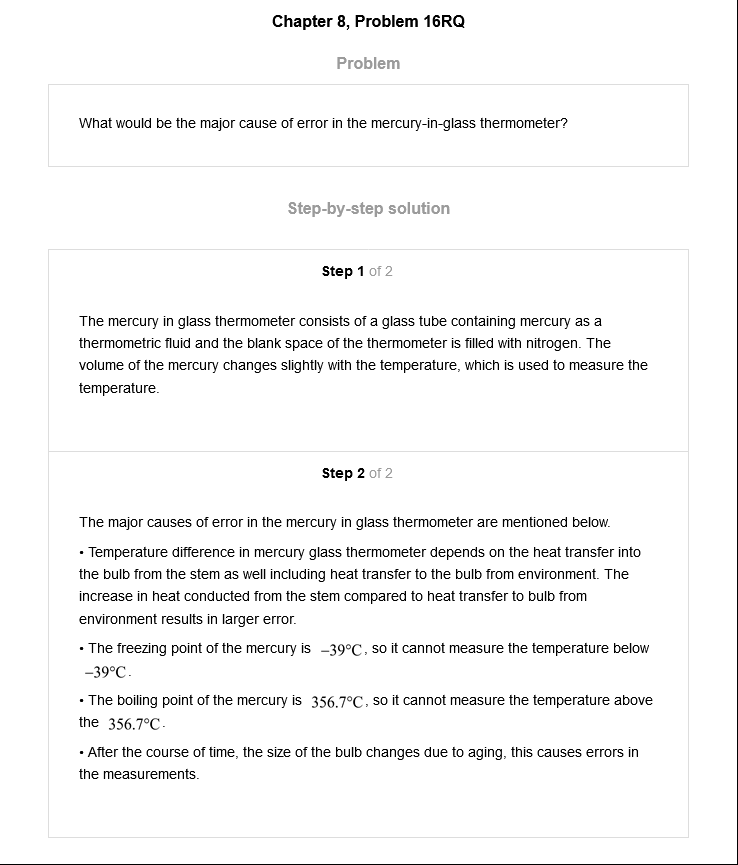 Chapter 8, Problem 16RQ
Problem
What would be the major cause of error in the mercury-in-glass thermometer?
Step-by-step solution
Step 1 of 2
The mercury in glass thermometer consists of a glass tube containing mercury as a
thermometric fluid and the blank space of the thermometer is filled with nitrogen. The
volume of the mercury changes slightly with the temperature, which is used to measure the
temperature.
Step 2 of 2
The major causes of error in the mercury in glass thermometer are mentioned below.
• Temperature difference in mercury glass thermometer depends on the heat transfer into
the bulb from the stem as well including heat transfer to the bulb from environment. The
increase in heat conducted from the stem compared to heat transfer to bulb from
environment results in larger error.
• The freezing point of the mercury is −39°C, so it cannot measure the temperature below
−39°C.
• The boiling point of the mercury is 356.7°C, so it cannot measure the temperature above
the 356.7°C.
• After the course of time, the size of the bulb changes due to aging, this causes errors in
the measurements.